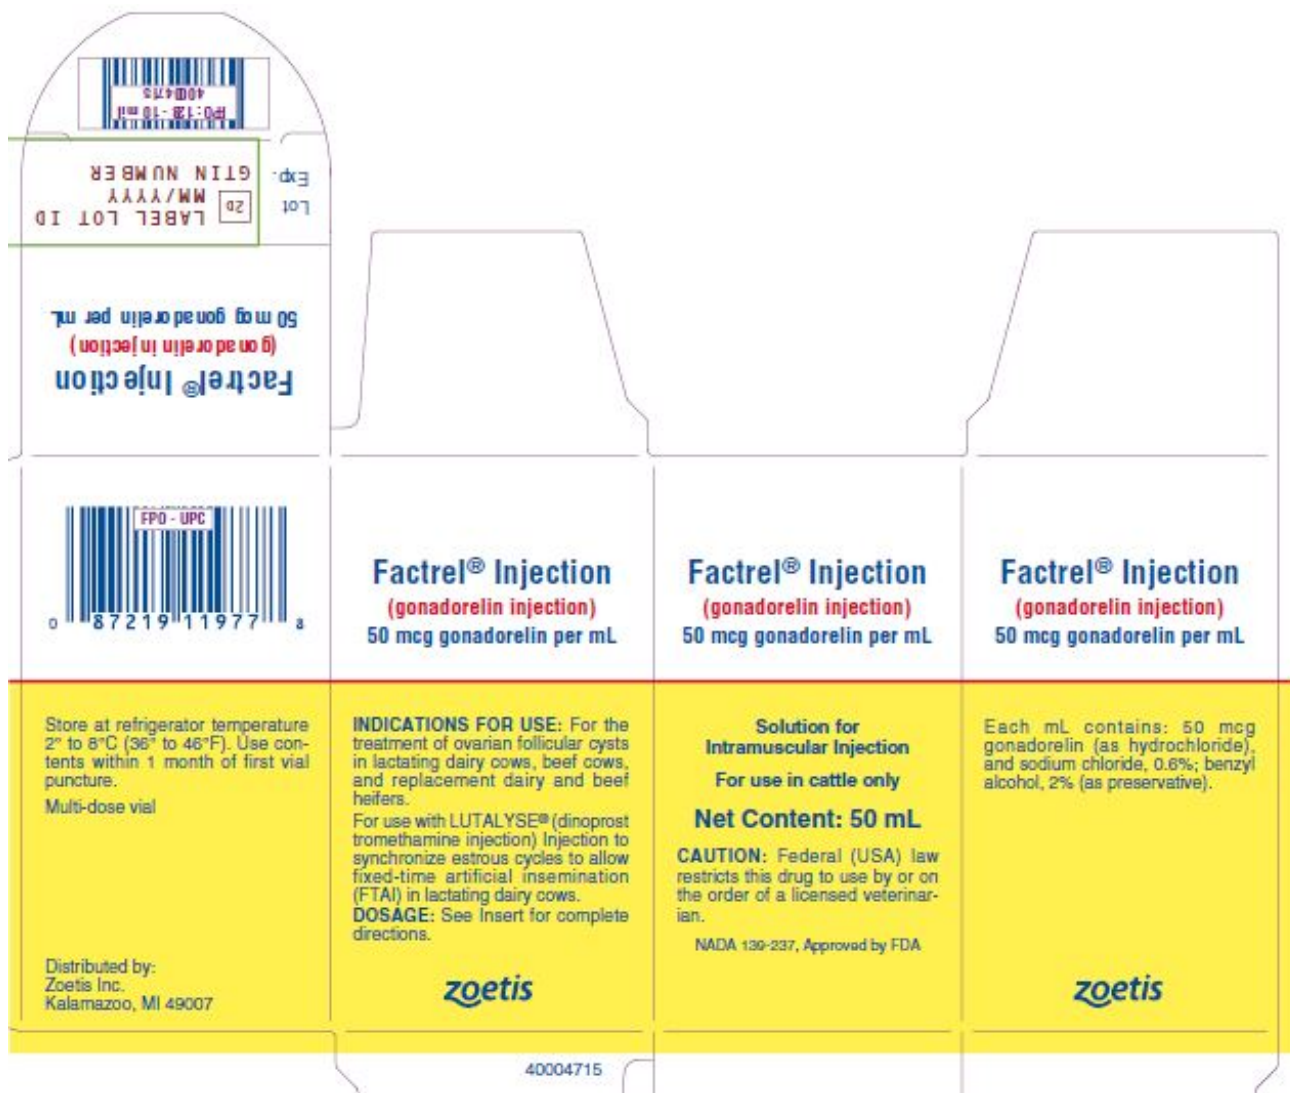 40004715
FPO: 128 - 10 mil
GTIN NUMBER
MM/YYYY
LABEL LOT ID
2D
Exp.
Lot
Factrel® Injection
(gonadorelin injection)
50 mcg gonadorelin per mL
FPO - UPC
0 87219 11977 8
Store at refrigerator temperature
2° to 8°C (36° to 46°F). Use con-
tents within 1 month of first vial
puncture.
Multi-dose vial
Distributed by:
Zoetis Inc.
Kalamazoo, MI 49007
Factrel® Injection
(gonadorelin injection)
50 mcg gonadorelin per mL
INDICATIONS FOR USE: For the
treatment of ovarian follicular cysts
in lactating dairy cows, beef cows,
and replacement dairy and beef
heifers.
For use with LUTALYSE® (dinoprost
tromethamine injection) Injection to
synchronize estrous cycles to allow
fixed-time artificial insemination
(FTAI) in lactating dairy cows.
DOSAGE: See Insert for complete
directions.
zoetis
Factrel® Injection
(gonadorelin injection)
50 mcg gonadorelin per mL
Solution for
Intramuscular Injection
For use in cattle only
Net Content: 50 mL
CAUTION: Federal (USA) law
restricts this drug to use by or on
the order of a licensed veterinar-
ian.
NADA 139-237, Approved by FDA
Factrel® Injection
(gonadorelin injection)
50 mcg gonadorelin per mL
Each mL contains: 50 mcg
gonadorelin (as hydrochloride),
and sodium chloride, 0.6%; benzyl
alcohol, 2% (as preservative).
zoetis
40004715